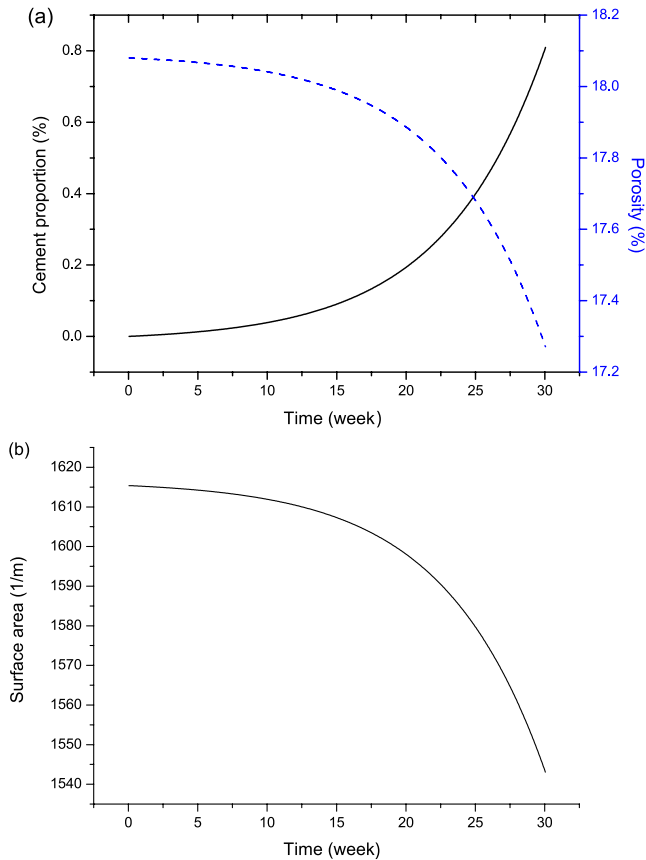 (a)
Cement proportion (%)
0.8
0.6
0.4
0.2
0.0
18.2
18.0
17.8
17.6
17.4
17.2
Porosity (%)
0 5 10 15 20 25 30
Time (week)
(b)
Surface area (1/m)
1620
1610
1600
1590
1580
1570
1560
1550
1540
0 5 10 15 20 25 30
Time (week)